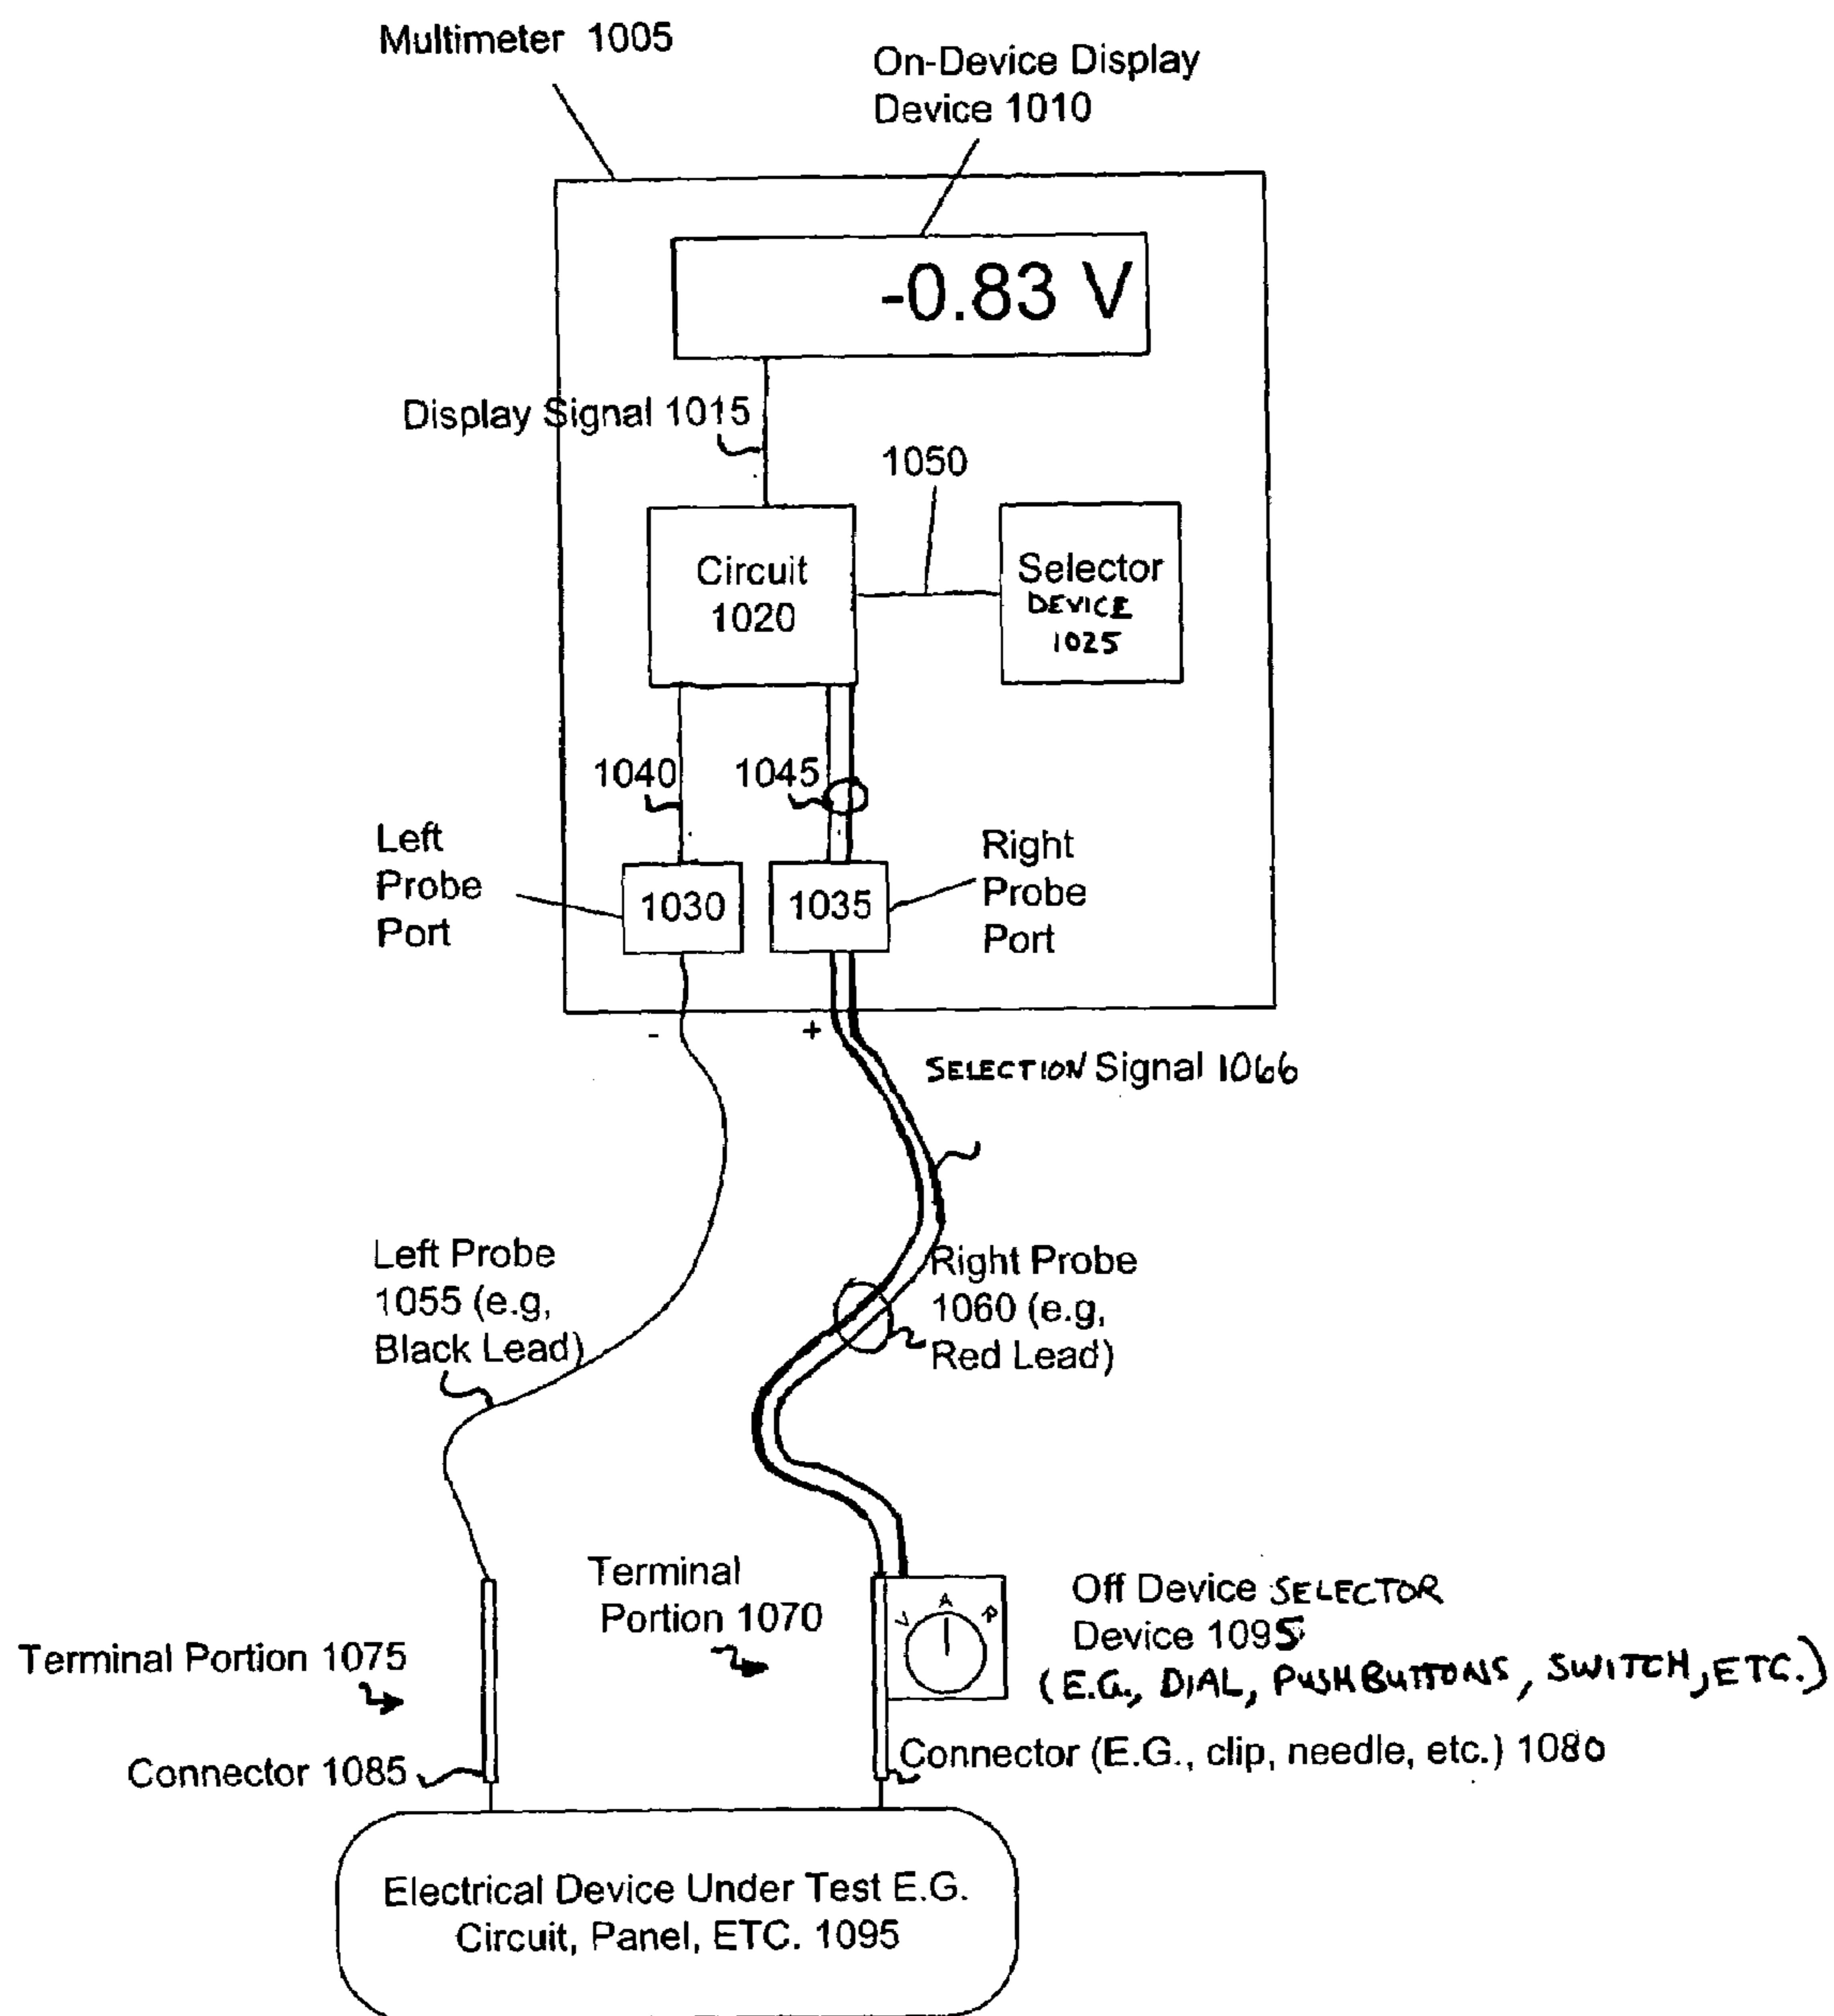 Multimeter 1005
On-Device Display
Device 1010
-0.83 V
Display Signal 1015
1050
Circuit
1020
Selector
DEVICE
1025
1040
1045
Left
Probe
Port
1030
1035
Right
Probe
Port
-
+
SELECTION Signal 1066
Left Probe
1055 (e.g,
Black Lead)
Right Probe
1060 (e.g,
Red Lead)
Terminal
Portion 1070
Terminal Portion 1075
V A R
Off Device SELECTOR
Device 1095
(E.G., DIAL, PUSHBUTTONS, SWITCH, ETC.)
Connector 1085
Connector (E.G., clip, needle, etc.) 1080
Electrical Device Under Test E.G.
Circuit, Panel, ETC. 1095